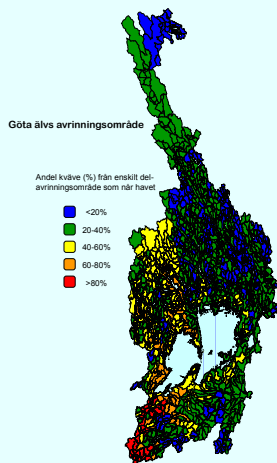 Göta älvs avrinningsområde
Andel kväve (%) från enskilt del-
avrinningsområde som når havet
<20%
20-40%
40-60%
60-80%
>80%